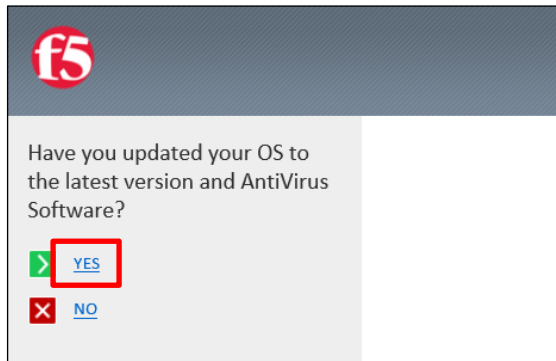 f5
Have you updated your OS to
the latest version and AntiVirus
Software?
YES
NO